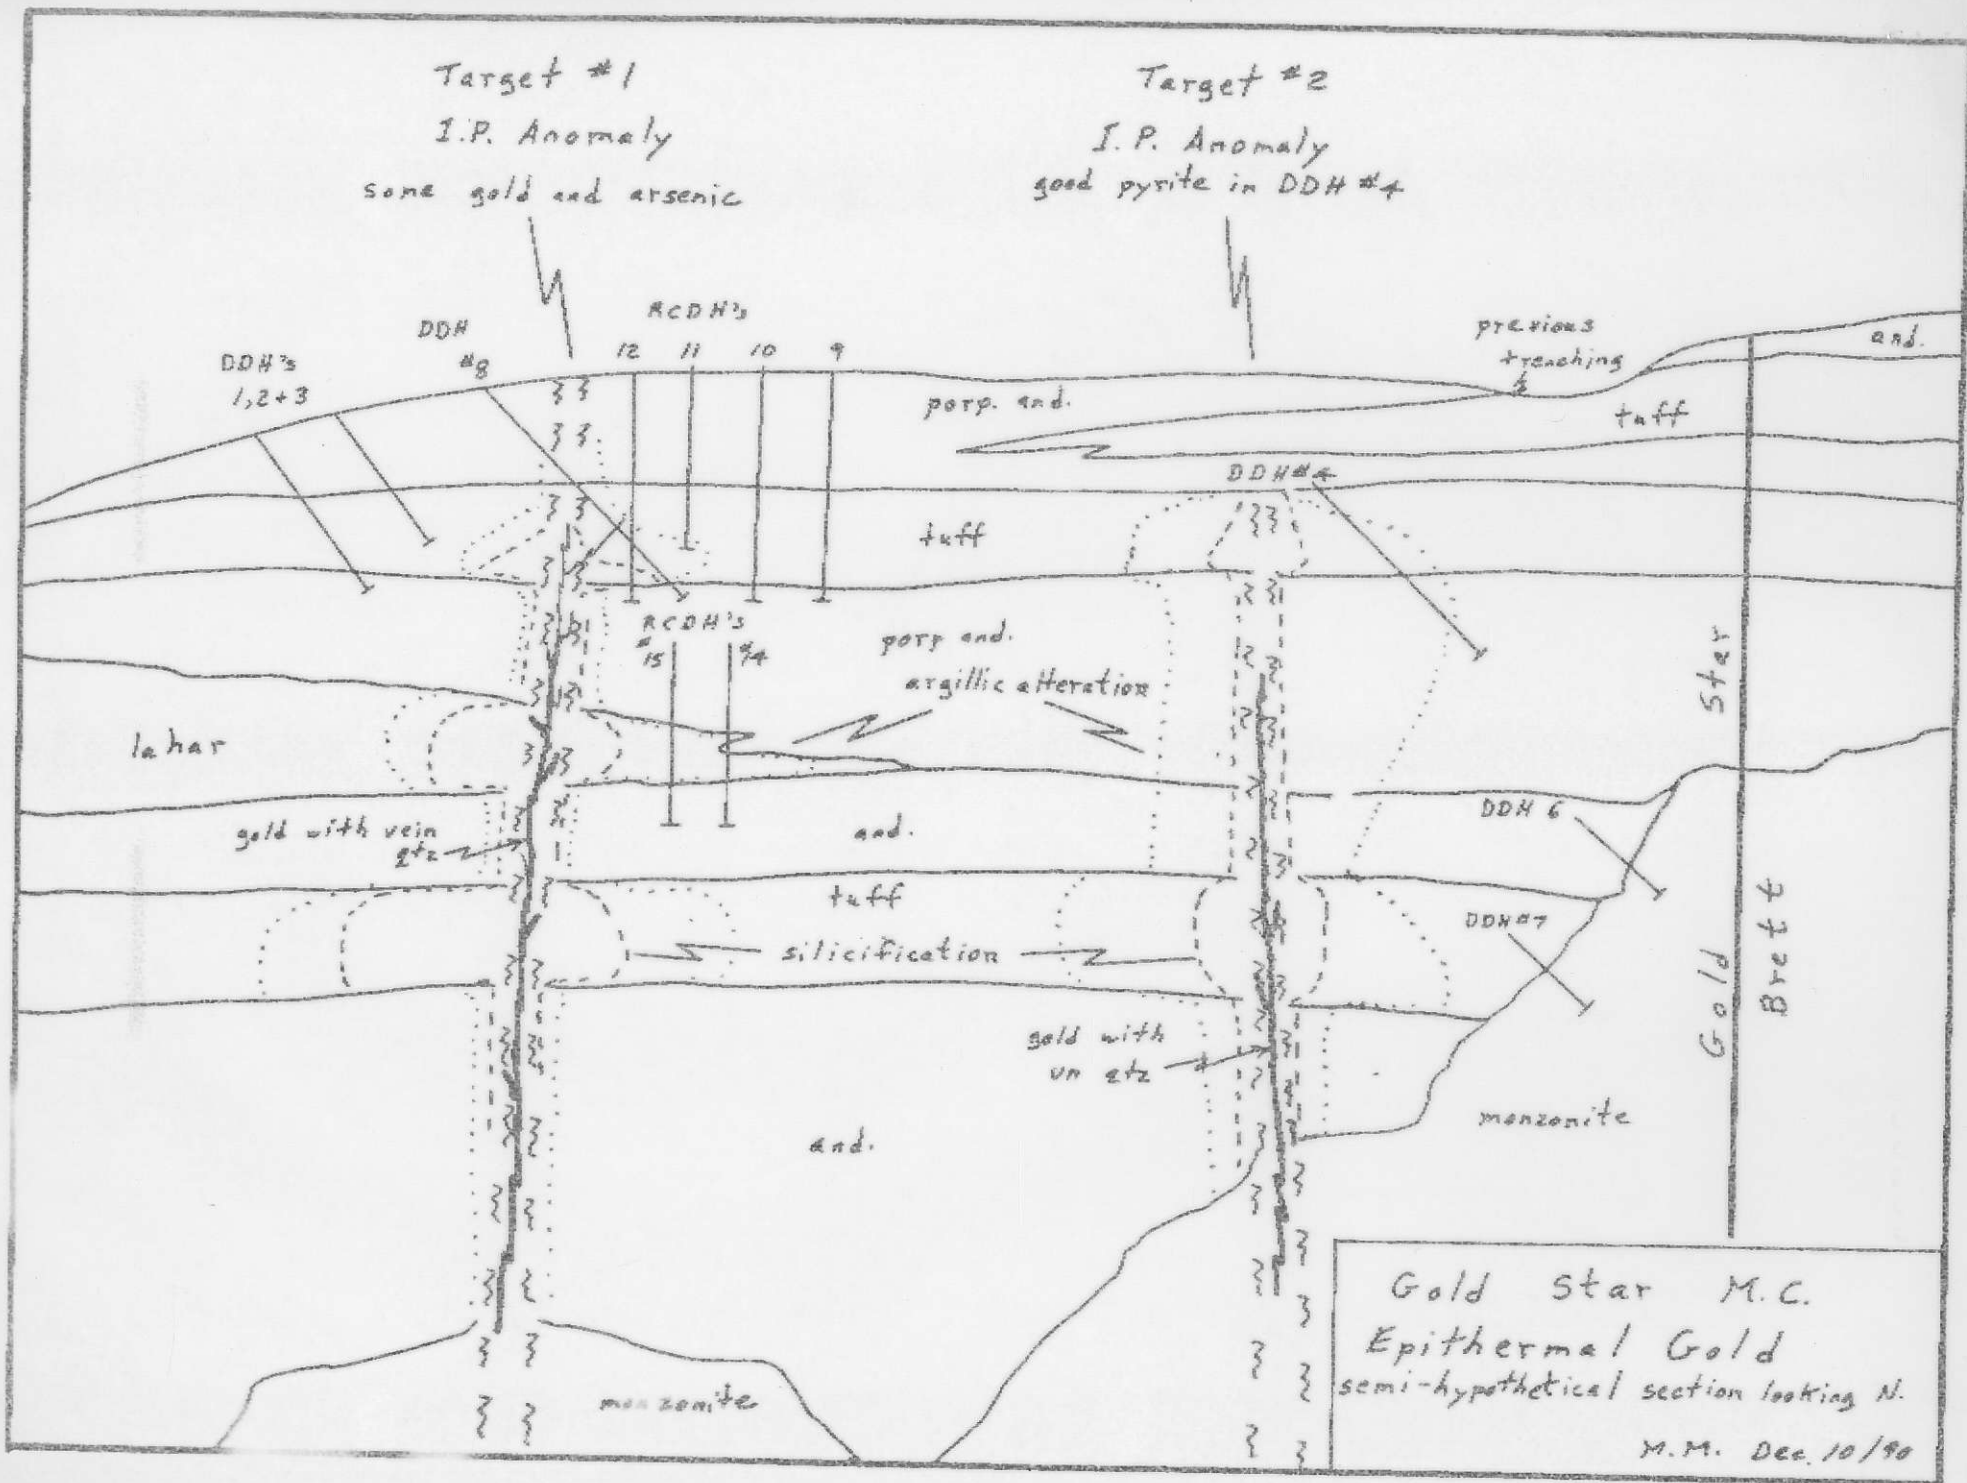 Target #1
I.P. Anomaly
some gold and arsenic
Target #2
I.P. Anomaly
good pyrite in DDH #4
DDH's
1,2+3
DDH
#8
RCDH's
12 11 10 9
previous
trenching
and.
porp. and.
tuff
DDH #4
tuff
RCDH's
#15 #14
porp and.
argillic alteration
lahar
gold with vein
qtz
and.
DDH 6
tuff
silicification
DDH #7
gold with
vn qtz
and.
monzonite
monzonite
Gold Star
Brett
Gold Star M.C.
Epithermal Gold
semi-hypothetical section looking N.
M.M. Dec. 10/90